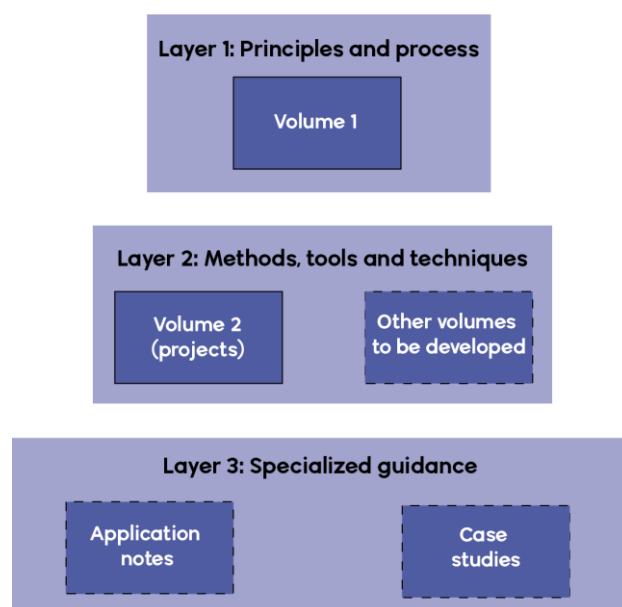 Layer 1: Principles and process
Volume 1
Layer 2: Methods, tools and techniques
Volume 2
(projects)
Other volumes
to be developed
Layer 3: Specialized guidance
Application
notes
Case
studies